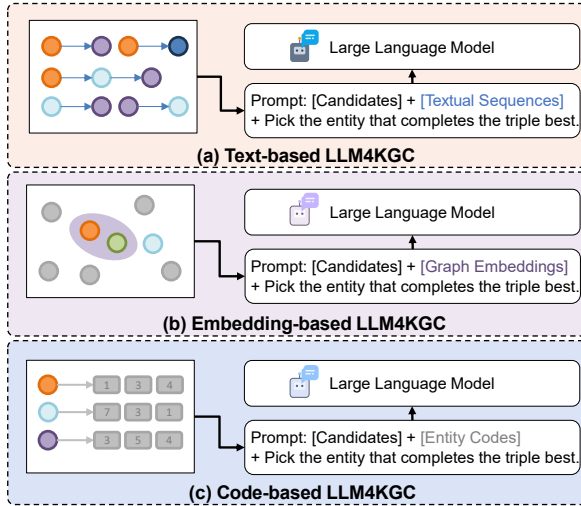 Large Language Model
Prompt: [Candidates] + [Textual Sequences]
+ Pick the entity that completes the triple best.
(a) Text-based LLM4KGC
Large Language Model
Prompt: [Candidates] + [Graph Embeddings]
+ Pick the entity that completes the triple best.
(b) Embedding-based LLM4KGC
1 3 4
7 3 1
3 5 4
Large Language Model
Prompt: [Candidates] + [Entity Codes]
+ Pick the entity that completes the triple best.
(c) Code-based LLM4KGC